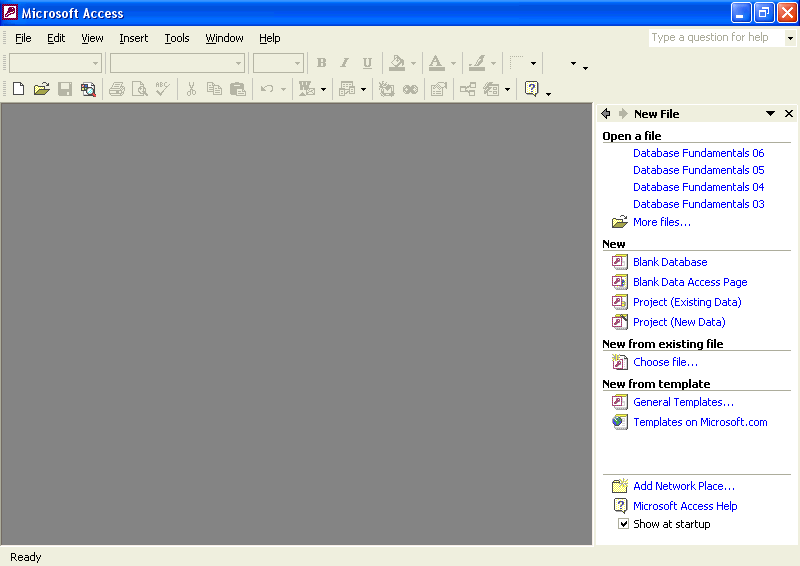 Microsoft Access
File Edit View Insert Tools Window Help
Type a question for help
B I U A
ABC
New File
Open a file
Database Fundamentals 06
Database Fundamentals 05
Database Fundamentals 04
Database Fundamentals 03
More files...
New
Blank Database
Blank Data Access Page
Project (Existing Data)
Project (New Data)
New from existing file
Choose file...
New from template
General Templates...
Templates on Microsoft.com
Add Network Place...
Microsoft Access Help
Show at startup
Ready